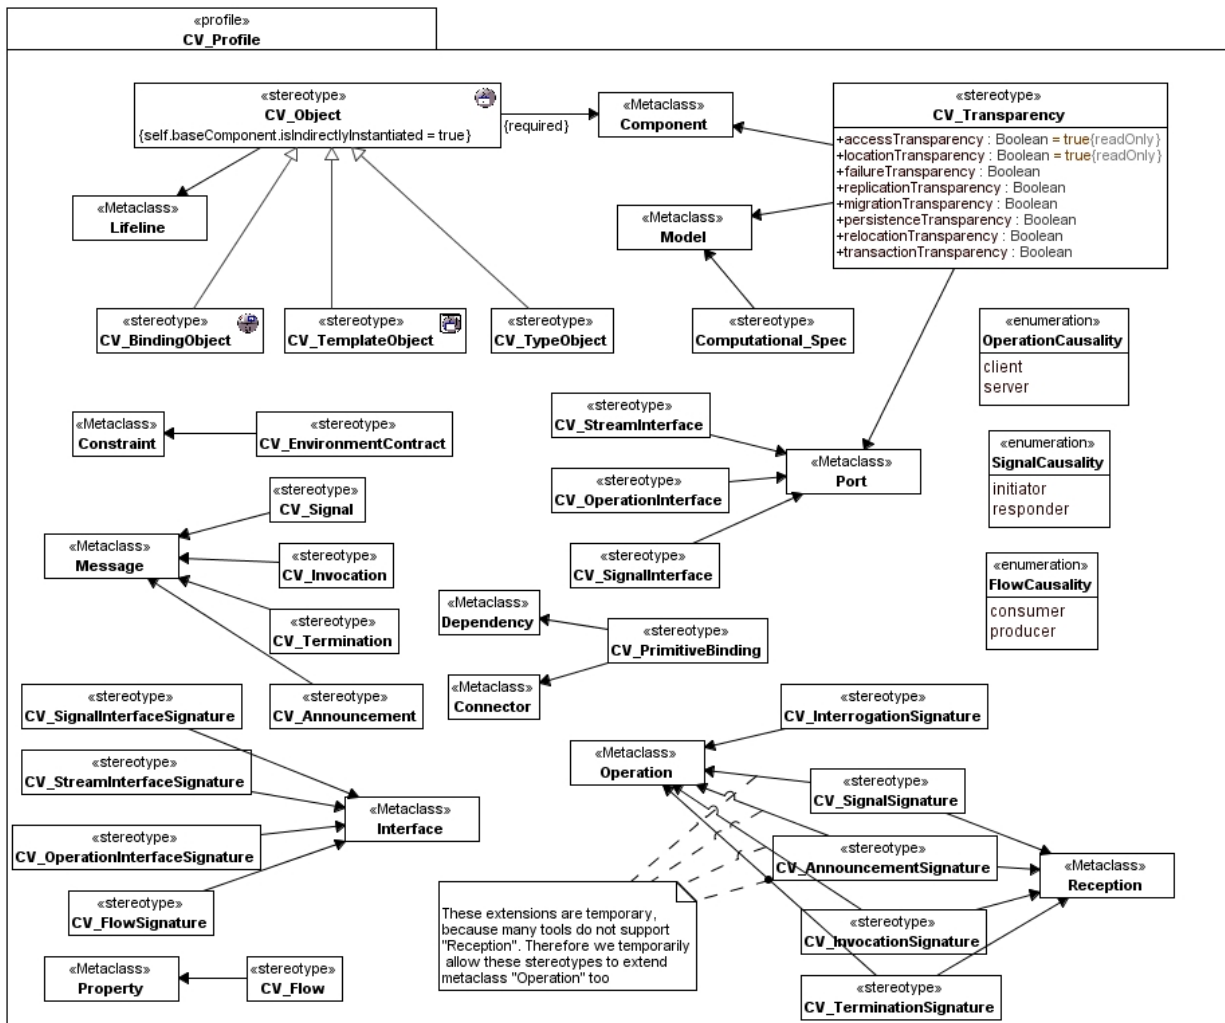 «profile»
CV_Profile
«stereotype»
CV_Object
{self.baseComponent.isIndirectlyInstantiated = true}
{required}
«Metaclass»
Component
«stereotype»
CV_Transparency
+accessTransparency : Boolean = true{readOnly}
+locationTransparency : Boolean = true{readOnly}
+failureTransparency : Boolean
+replicationTransparency : Boolean
+migrationTransparency : Boolean
+persistenceTransparency : Boolean
+relocationTransparency : Boolean
+transactionTransparency : Boolean
«Metaclass»
Lifeline
«Metaclass»
Model
«stereotype»
CV_BindingObject
«stereotype»
CV_TemplateObject
«stereotype»
CV_TypeObject
«stereotype»
Computational_Spec
«enumeration»
OperationCausality
client
server
«Metaclass»
Constraint
«stereotype»
CV_EnvironmentContract
«stereotype»
CV_StreamInterface
«stereotype»
CV_OperationInterface
«stereotype»
CV_SignalInterface
«Metaclass»
Port
«enumeration»
SignalCausality
initiator
responder
«stereotype»
CV_Signal
«Metaclass»
Message
«stereotype»
CV_Invocation
«stereotype»
CV_Termination
«stereotype»
CV_Announcement
«Metaclass»
Dependency
«stereotype»
CV_PrimitiveBinding
«Metaclass»
Connector
«enumeration»
FlowCausality
consumer
producer
«stereotype»
CV_SignalInterfaceSignature
«stereotype»
CV_StreamInterfaceSignature
«stereotype»
CV_OperationInterfaceSignature
«stereotype»
CV_FlowSignature
«Metaclass»
Interface
«stereotype»
CV_InterrogationSignature
«Metaclass»
Operation
«stereotype»
CV_SignalSignature
«stereotype»
CV_AnnouncementSignature
«Metaclass»
Reception
«stereotype»
CV_InvocationSignature
«stereotype»
CV_TerminationSignature
These extensions are temporary,
because many tools do not support
"Reception". Therefore we temporarily
allow these stereotypes to extend
metaclass "Operation" too
«Metaclass»
Property
«stereotype»
CV_Flow